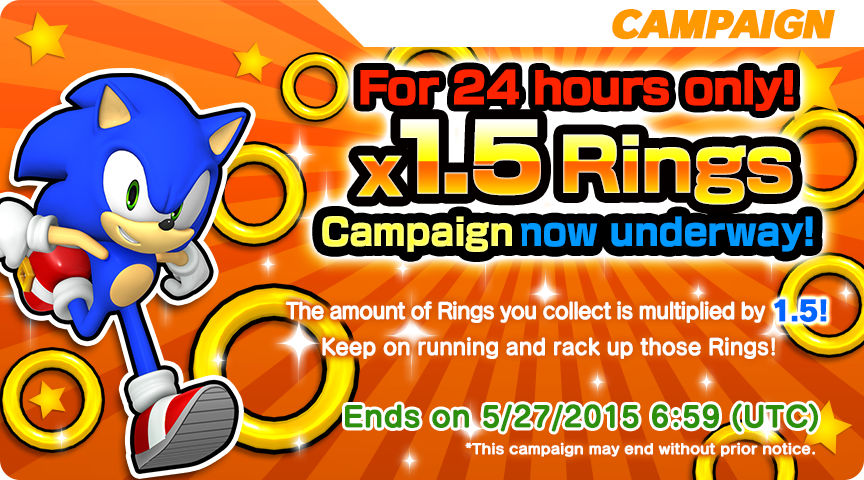 CAMPAIGN
For 24 hours only!
x1.5 Rings
Campaign now underway!
The amount of Rings you collect is multiplied by 1.5!
Keep on running and rack up those Rings!
Ends on 5/27/2015 6:59 (UTC)
*This campaign may end without prior notice.